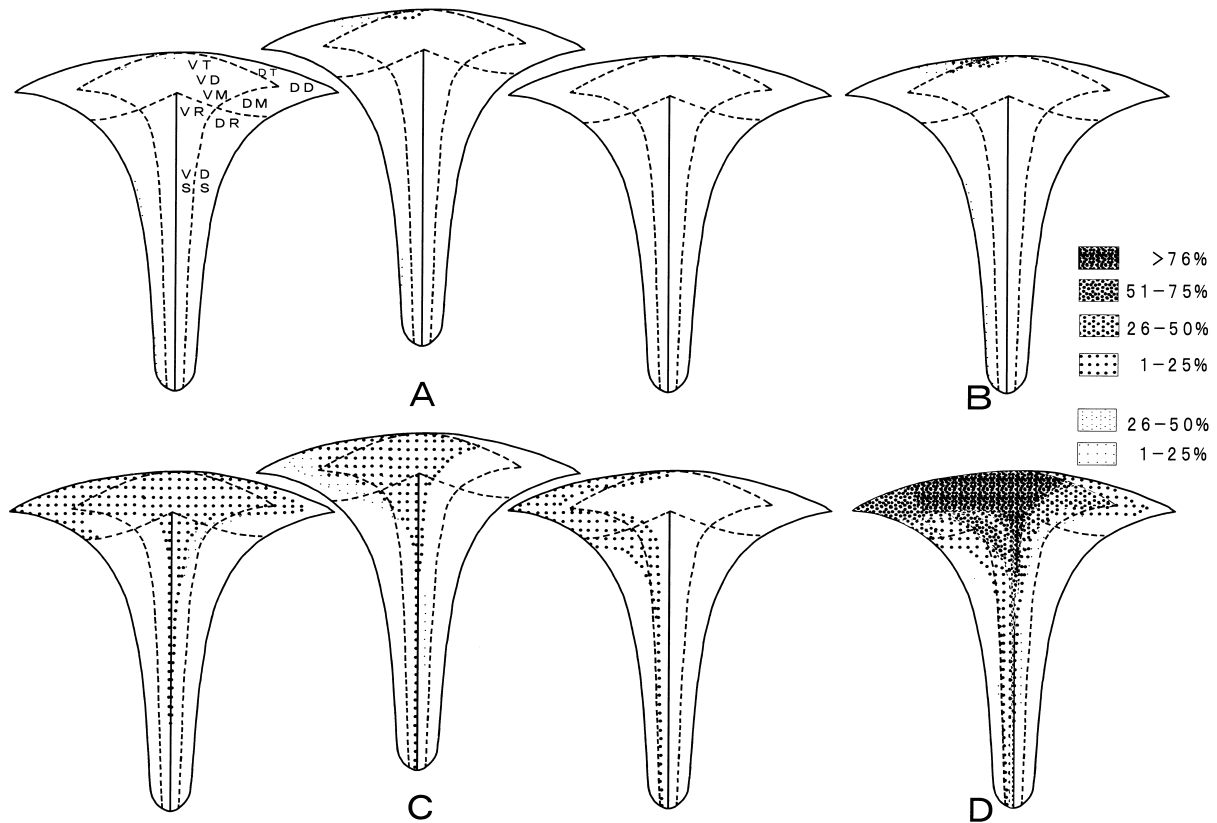 VT
DT
VD
DD
VM
DM
VR
DR
V D
S S
>76%
51-75%
26-50%
1-25%
26-50%
1-25%
A
B
C
D